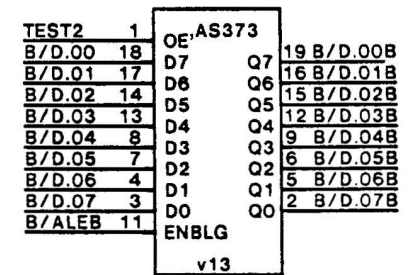 TEST2 1 OE 'AS373
B/D.00 18 D7 Q7 19 B/D.00B
B/D.01 17 D6 Q6 16 B/D.01B
B/D.02 14 D5 Q5 15 B/D.02B
B/D.03 13 D4 Q4 12 B/D.03B
B/D.04 8 D3 Q3 9 B/D.04B
B/D.05 7 D2 Q2 6 B/D.05B
B/D.06 4 D1 Q1 5 B/D.06B
B/D.07 3 D0 Q0 2 B/D.07B
B/ALEB 11 ENBLG
v13